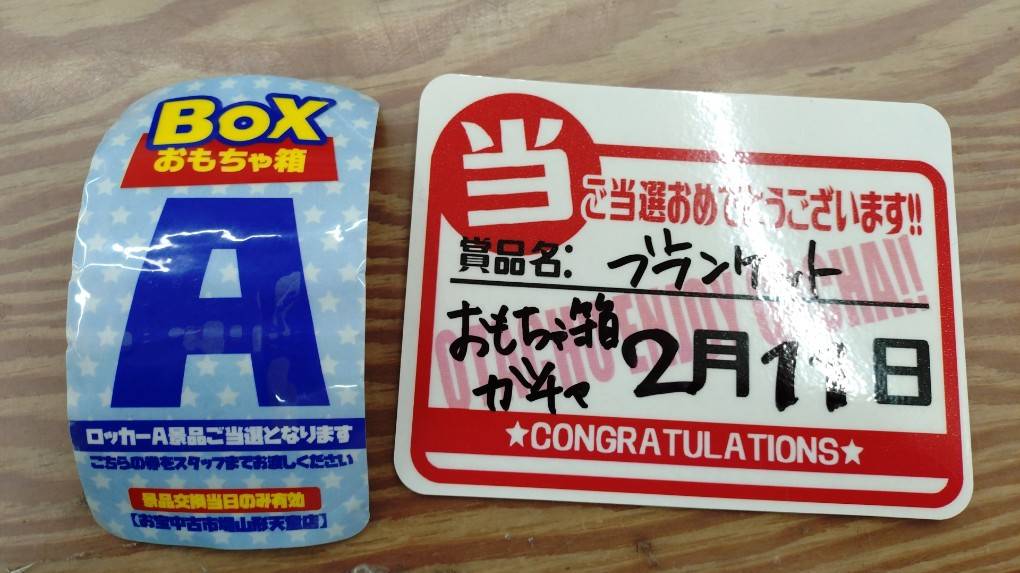 BOX
おもちゃ箱
A
ロッカーA景品ご当選となります
こちらの券をスタッフまでお渡しください
景品交換当日のみ有効
【お宝中古市場山形天童店】
当
ご当選おめでとうございます!!
賞品名: ブランケット
おもちゃ箱
ガチャ
2月11日
★CONGRATULATIONS★